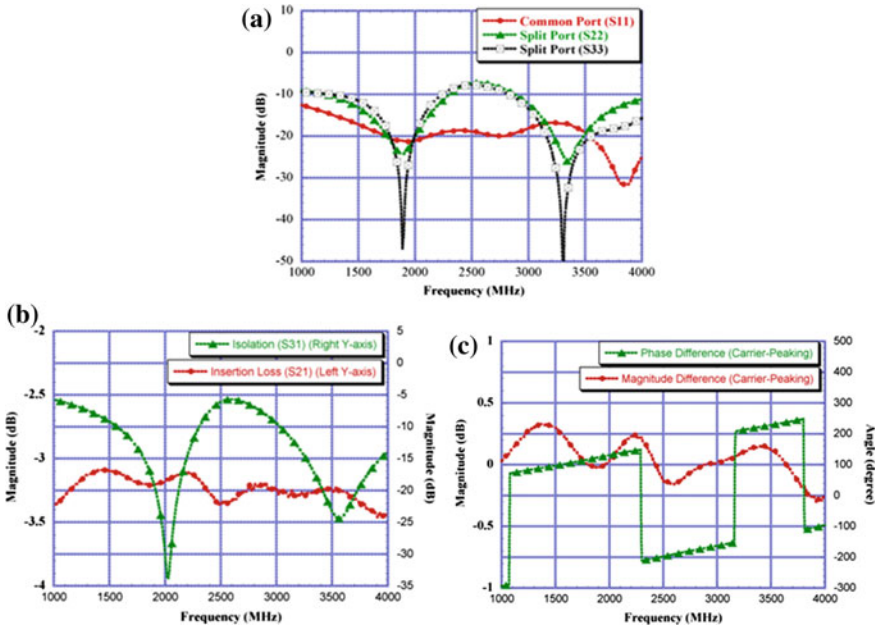 (a)
10
0
-10
-20
-30
-40
-50
Magnitude (dB)
Common Port (S11)
Split Port (S22)
Split Port (S33)
1000 1500 2000 2500 3000 3500 4000
Frequency (MHz)
(b)
-2
-2.5
-3
-3.5
-4
Magnitude (dB)
Isolation (S31) (Right Y-axis)
Insertion Loss (S21) (Left Y-axis)
5
0
-5
-10
-15
-20
-25
-30
-35
Magnitude (dB)
1000 1500 2000 2500 3000 3500 4000
Frequency (MHz)
(c)
1
0.5
0
-0.5
-1
Magnitude (dB)
Phase Difference (Carrier-Peaking)
Magnitude Difference (Carrier-Peaking)
500
400
300
200
100
0
-100
-200
-300
Angle (degree)
1000 1500 2000 2500 3000 3500 4000
Frequency (MHz)